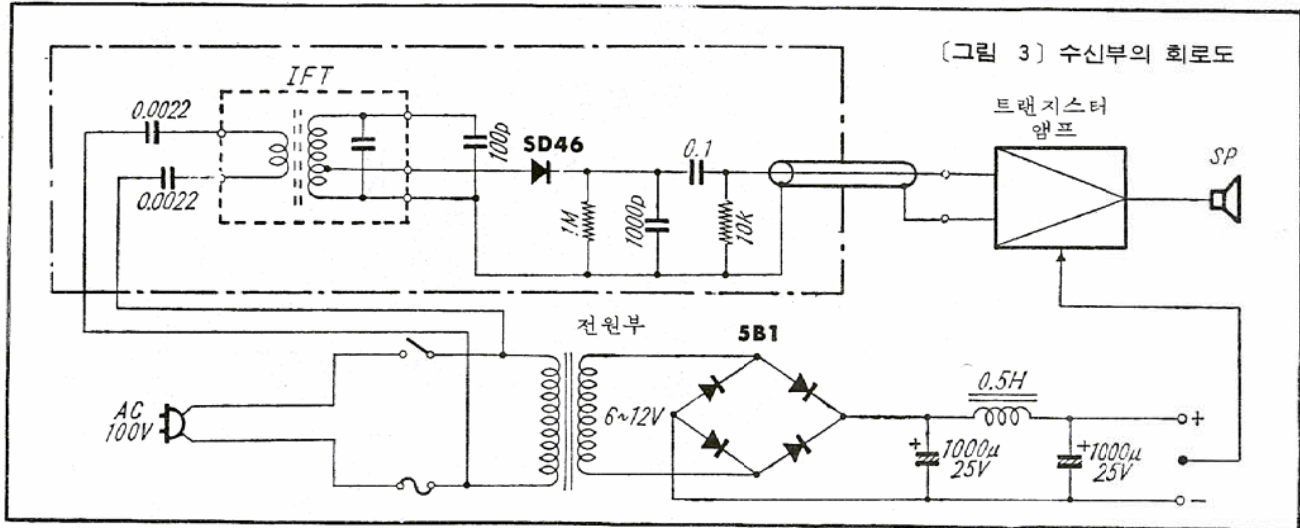 〔그림 3〕 수신부의 회로도
IFT
0.0022
0.0022
100p
SD46
1M
1000p
0.1
10k
트랜지스터
앰프
SP
전원부
5B1
AC
100V
6~12V
0.5H
+
1000μ
25V
+
1000μ
25V
+
−